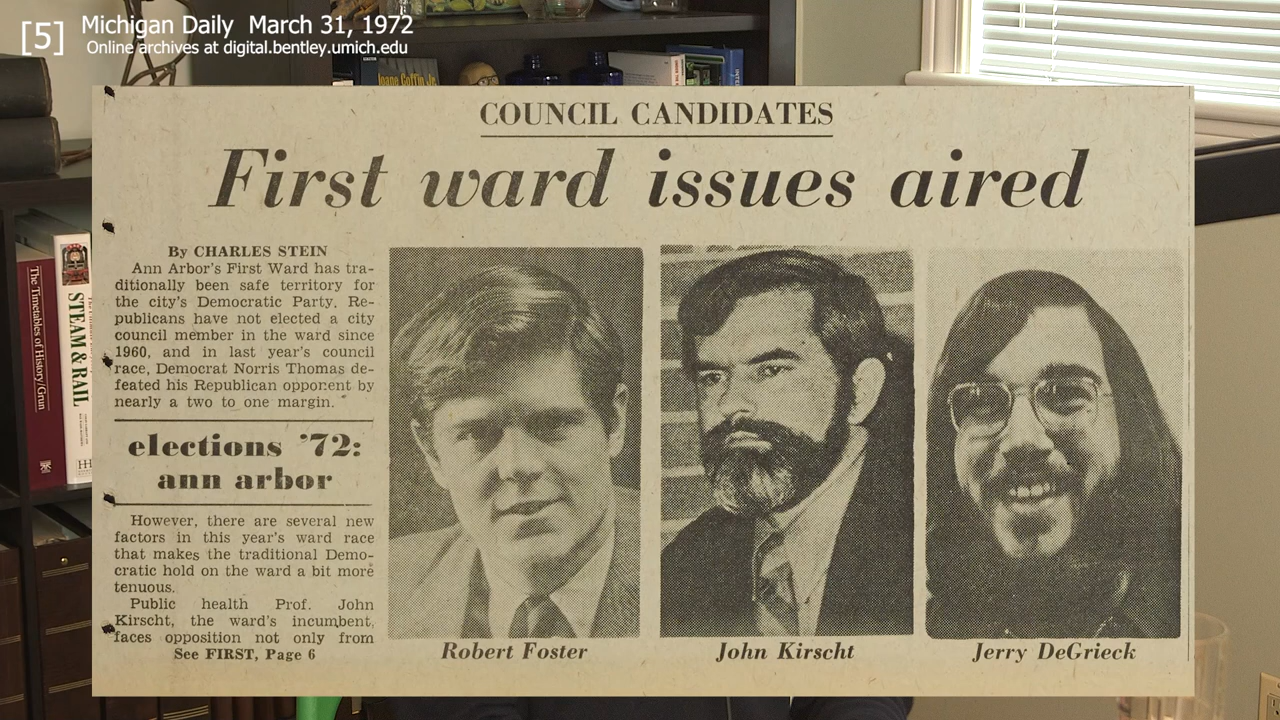 [5] Michigan Daily March 31, 1972
Online archives at digital.bentley.umich.edu
Joane Coffin Jr.
The Timetables of History/Grun
STEAM & RAIL
COUNCIL CANDIDATES
First ward issues aired
By CHARLES STEIN
Ann Arbor's First Ward has tra-
ditionally been safe territory for
the city's Democratic Party. Re-
publicans have not elected a city
council member in the ward since
1960, and in last year's council
race, Democrat Norris Thomas de-
feated his Republican opponent by
nearly a two to one margin.
elections '72:
ann arbor
However, there are several new
factors in this year's ward race
that makes the traditional Demo-
cratic hold on the ward a bit more
tenuous.
Public health Prof. John
Kirscht, the ward's incumbent,
faces opposition not only from
See FIRST, Page 6
Robert Foster
John Kirscht
Jerry DeGrieck